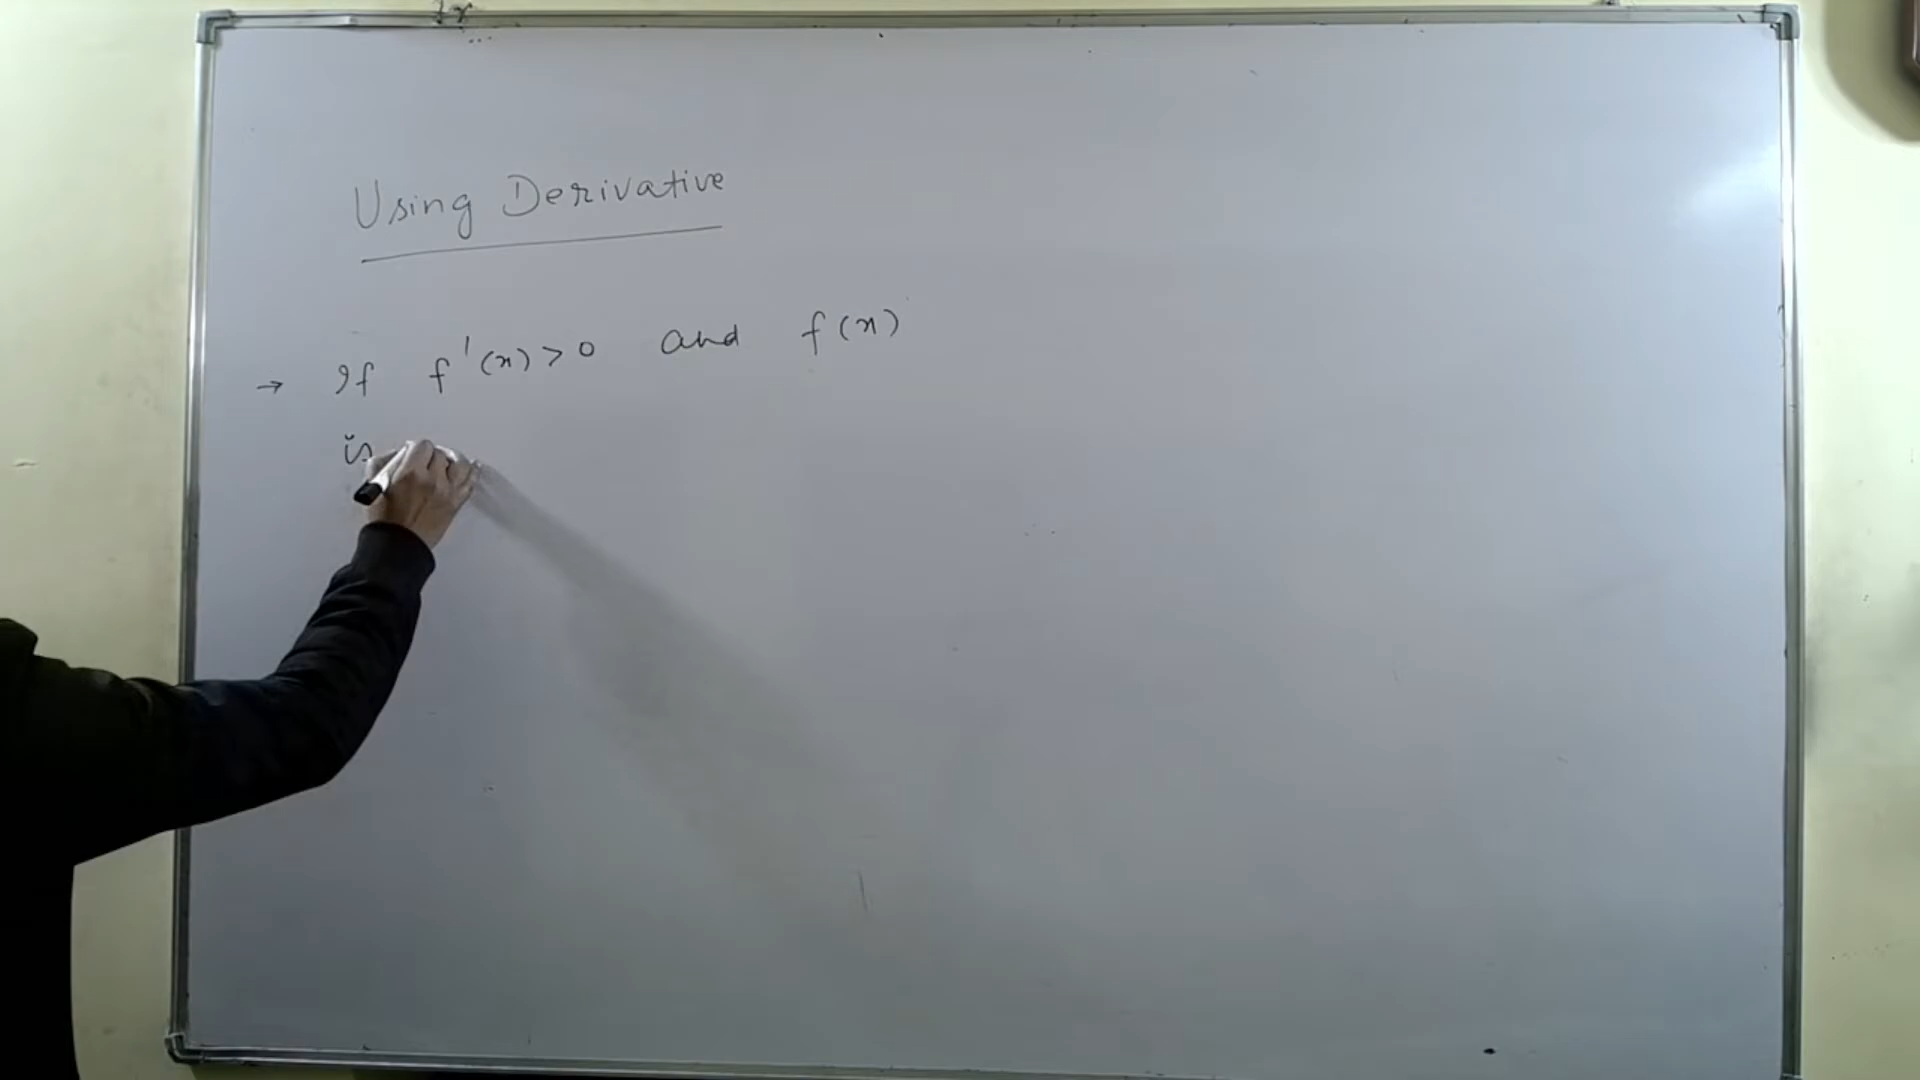 Using Derivative
→ If f'(x) > 0 and f(x)
is